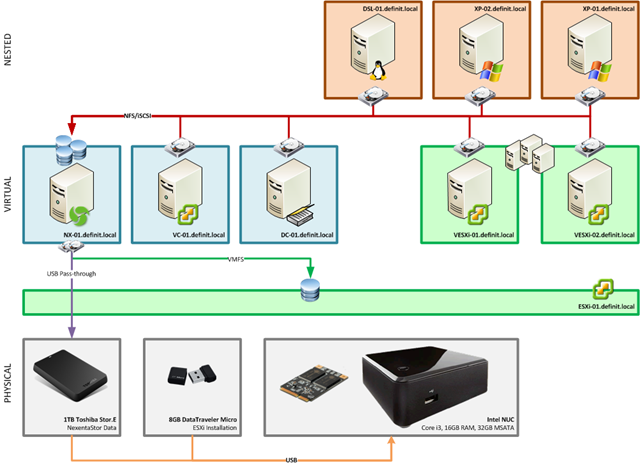 NESTED
DSL-01.definit.local
XP-02.definit.local
XP-01.definit.local
NFS/iSCSI
VIRTUAL
NX-01.definit.local
VC-01.definit.local
DC-01.definit.local
VESXi-01.definit.local
VESXi-02.definit.local
VMFS
USB Pass-through
ESXi-01.definit.local
PHYSICAL
1TB Toshiba Stor.E
NexentaStor Data
8GB DataTraveler Micro
ESXi Installation
Intel NUC
Core i3, 16GB RAM, 32GB MSATA
USB